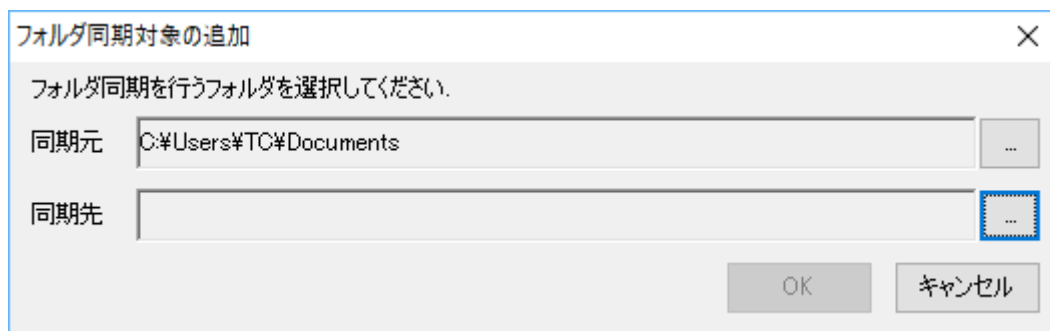 フォルダ同期対象の追加
フォルダ同期を行うフォルダを選択してください.
同期元 C:¥Users¥TC¥Documents ...
同期先 ...
OK キャンセル